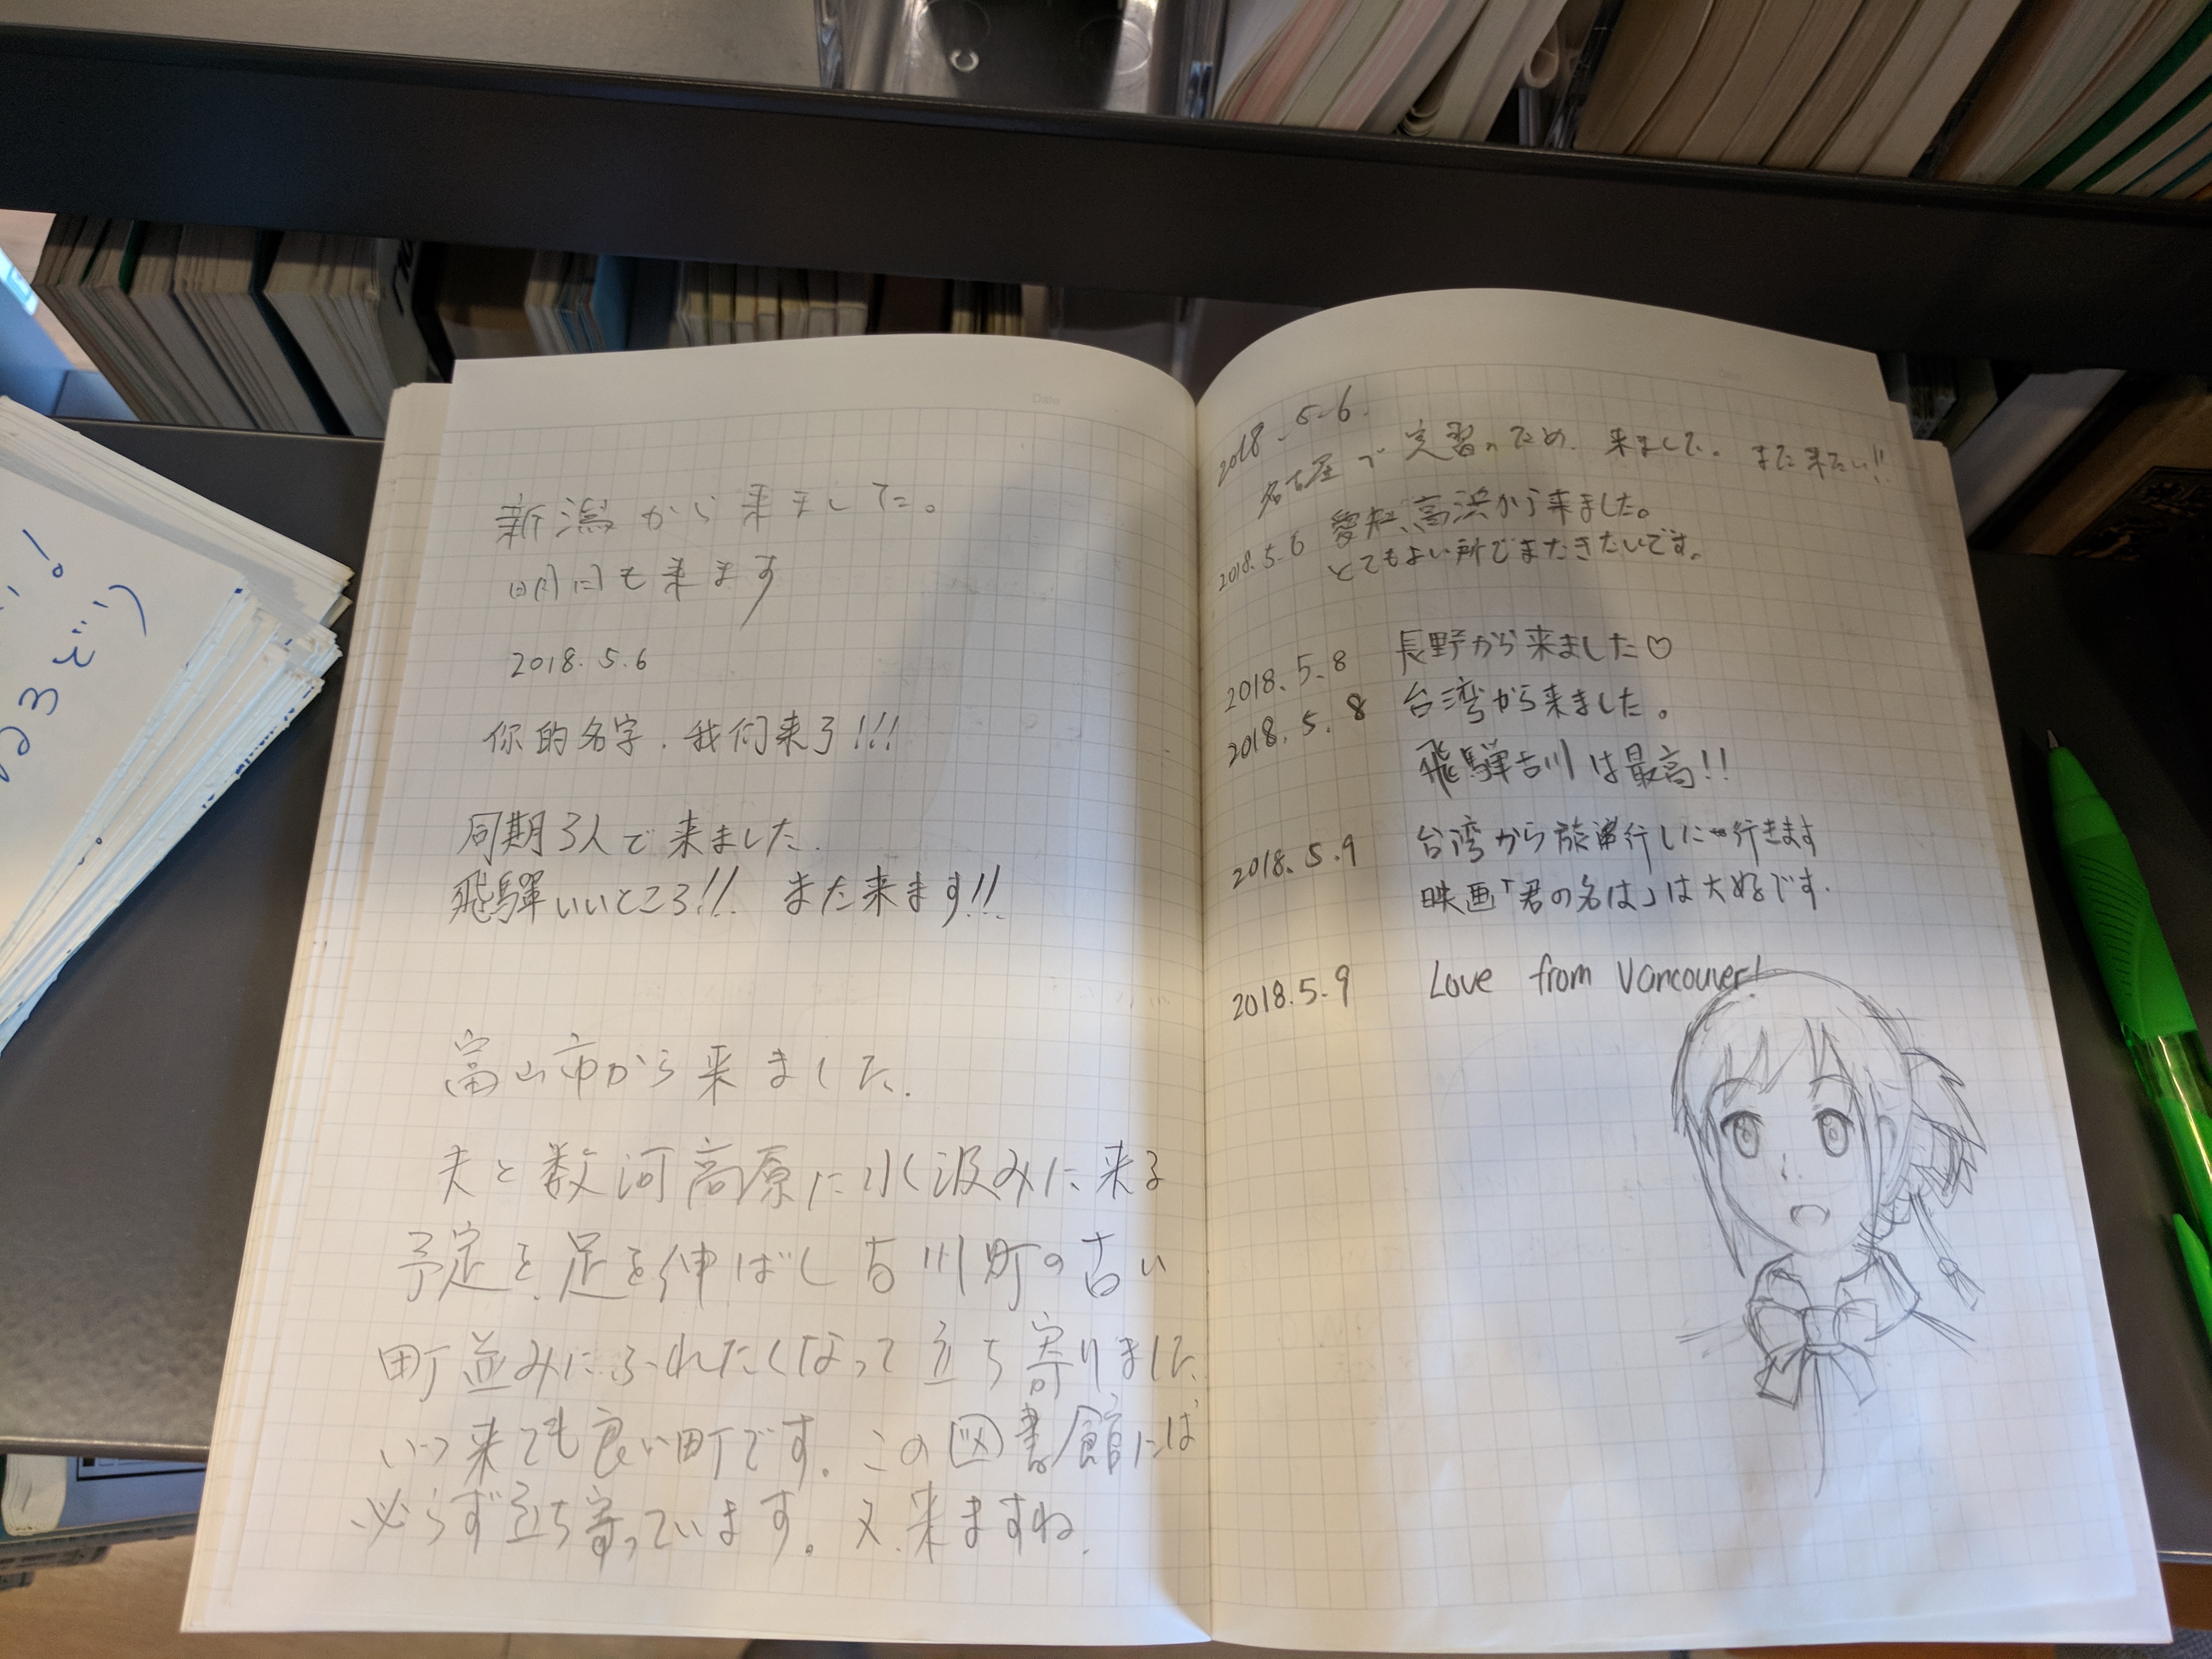 新潟から来ました。
明日も来ます
2018.5.6
你的名字.我们来了!!!
同期3人で来ました.
飛騨いいところ!! また来ます!!
富山市から来ました.
夫と数河高原に水汲みに来る
予定を、足を伸ばし古川町の古い
町並みにふれたくなって立ち寄りました
いつ来ても良い町です。この図書館には
必らず立ち寄っています。又、来ますね.
Date
2018.5.6.
名古屋で実習のため、来ました。また来たい!!
2018.5.6 愛知、高浜から来ました。
とてもよい所でまたきたいです。
2018.5.8 長野から来ました♡
2018.5.8 台湾から来ました。
飛騨古川は最高!!
2018.5.9 台湾から旅行しに行きます
映画「君の名は」は大好です.
2018.5.9 Love from Vancouver!